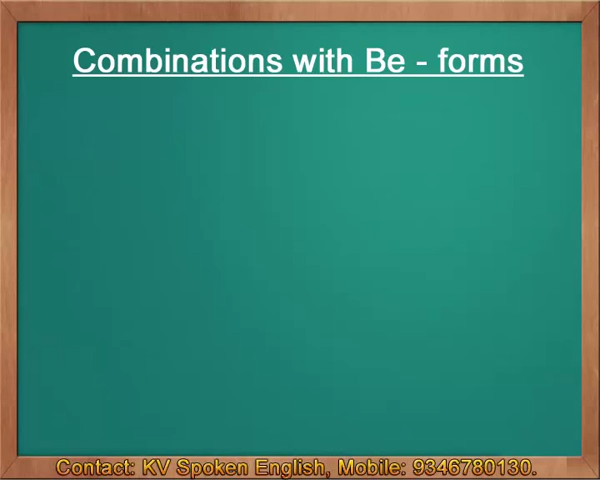 Combinations with Be - forms
Contact: KV Spoken English, Mobile: 9346780130.